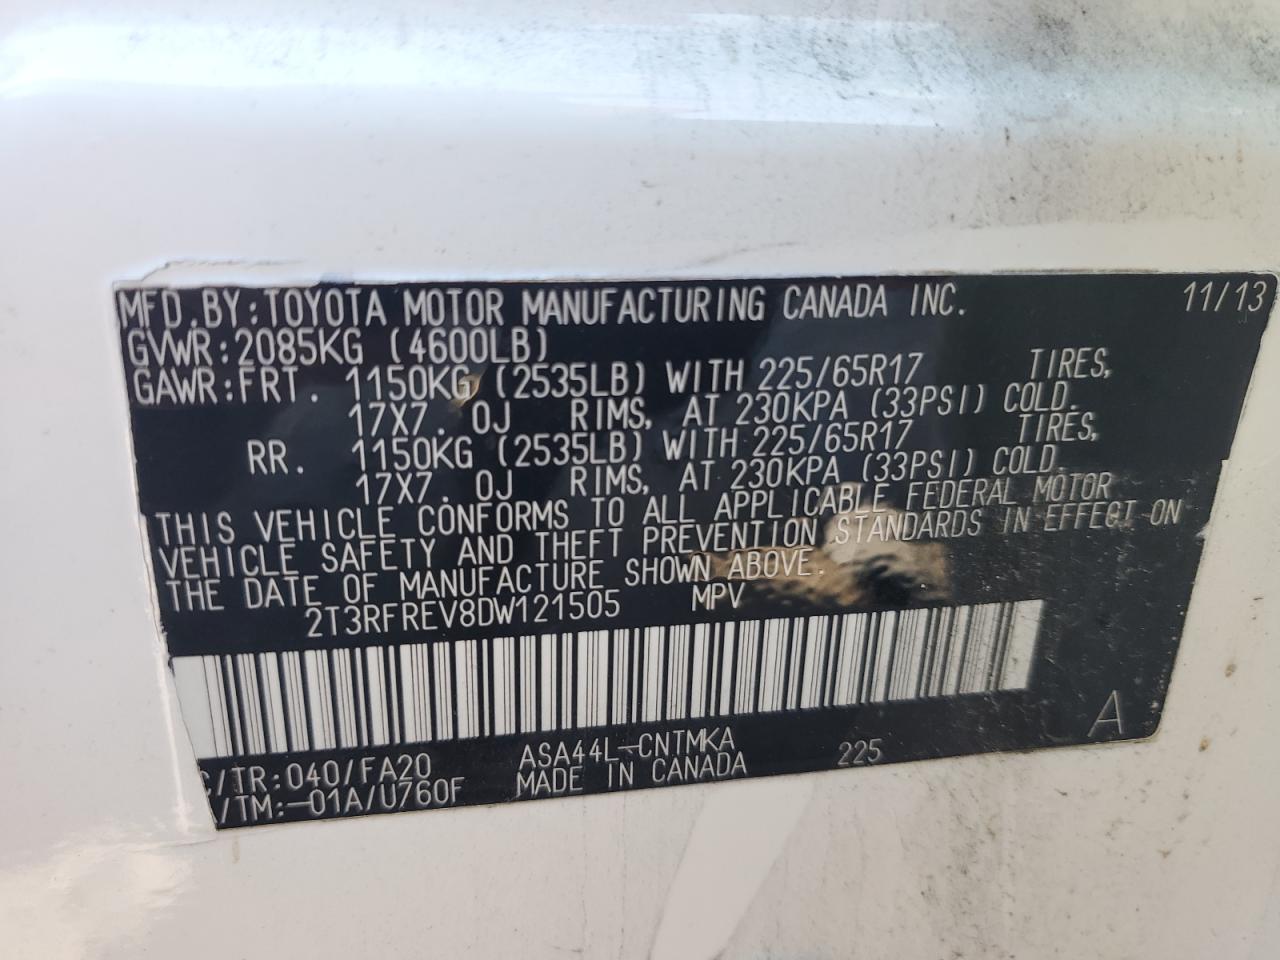 MFD.BY:TOYOTA MOTOR MANUFACTURING CANADA INC. 11/13
GVWR:2085KG (4600LB)
GAWR:FRT. 1150KG (2535LB) WITH 225/65R17 TIRES,
17X7.0J RIMS, AT 230KPA (33PSI) COLD.
RR. 1150KG (2535LB) WITH 225/65R17 TIRES,
17X7.0J RIMS, AT 230KPA (33PSI) COLD.
THIS VEHICLE CONFORMS TO ALL APPLICABLE FEDERAL MOTOR
VEHICLE SAFETY AND THEFT PREVENTION STANDARDS IN EFFECT ON
THE DATE OF MANUFACTURE SHOWN ABOVE.
2T3RFREV8DW121505 MPV
A
/TR:040/FA20 ASA44L-CNTMKA 225
/TM:-01A/U760F MADE IN CANADA